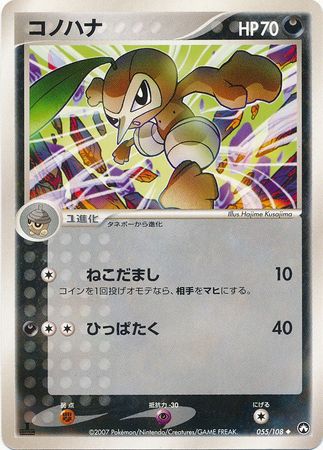 コノハナ HP70
Illus.Hajime Kusajima
1進化 タネボーから進化
ねこだまし 10
コインを1回投げオモテなら、相手をマヒにする。
ひっぱたく 40
弱点 抵抗力 -30 にげる
©2007 Pokémon/Nintendo/Creatures/GAME FREAK. 055/108 ◆